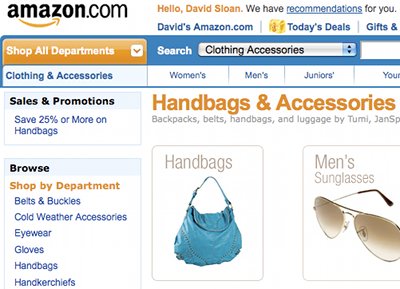 amazon.com
Hello, David Sloan. We have recommendations for you.
David's Amazon.com Today's Deals Gifts &
Shop All Departments Search Clothing Accessories
Clothing & Accessories Women's Men's Juniors'
Sales & Promotions
Save 25% or More on
Handbags
Handbags & Accessories
Backpacks, belts, handbags, and luggage by Tumi,
Browse
Shop by Department
Belts & Buckles
Cold Weather Accessories
Eyewear
Gloves
Handbags
Handkerchiefs
Handbags
Men's
Sunglasses